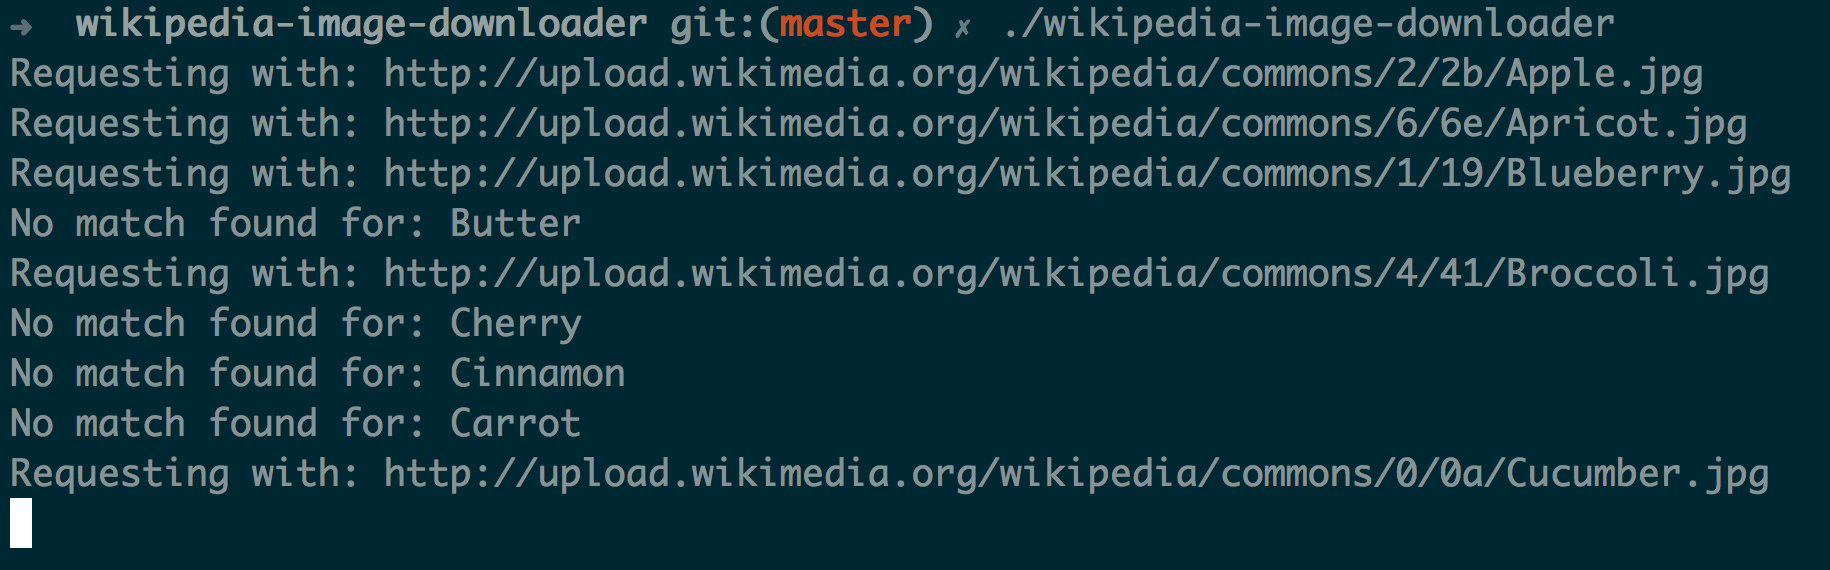 ➜  wikipedia-image-downloader git:(master) ✗ ./wikipedia-image-downloader
Requesting with: http://upload.wikimedia.org/wikipedia/commons/2/2b/Apple.jpg
Requesting with: http://upload.wikimedia.org/wikipedia/commons/6/6e/Apricot.jpg
Requesting with: http://upload.wikimedia.org/wikipedia/commons/1/19/Blueberry.jpg
No match found for: Butter
Requesting with: http://upload.wikimedia.org/wikipedia/commons/4/41/Broccoli.jpg
No match found for: Cherry
No match found for: Cinnamon
No match found for: Carrot
Requesting with: http://upload.wikimedia.org/wikipedia/commons/0/0a/Cucumber.jpg